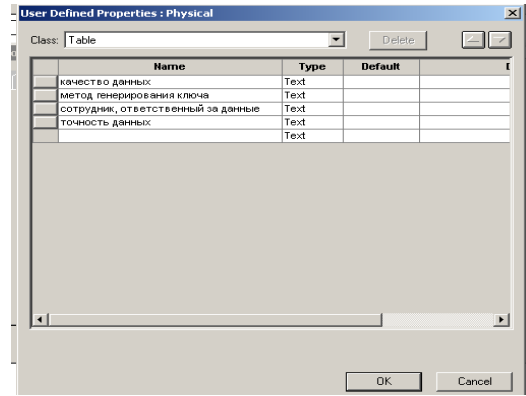 User Defined Properties : Physical
Class: Table Delete
Name Type Default
качество данных Text
метод генерирования ключа Text
сотрудник, ответственный за данные Text
точность данных Text
Text
OK Cancel